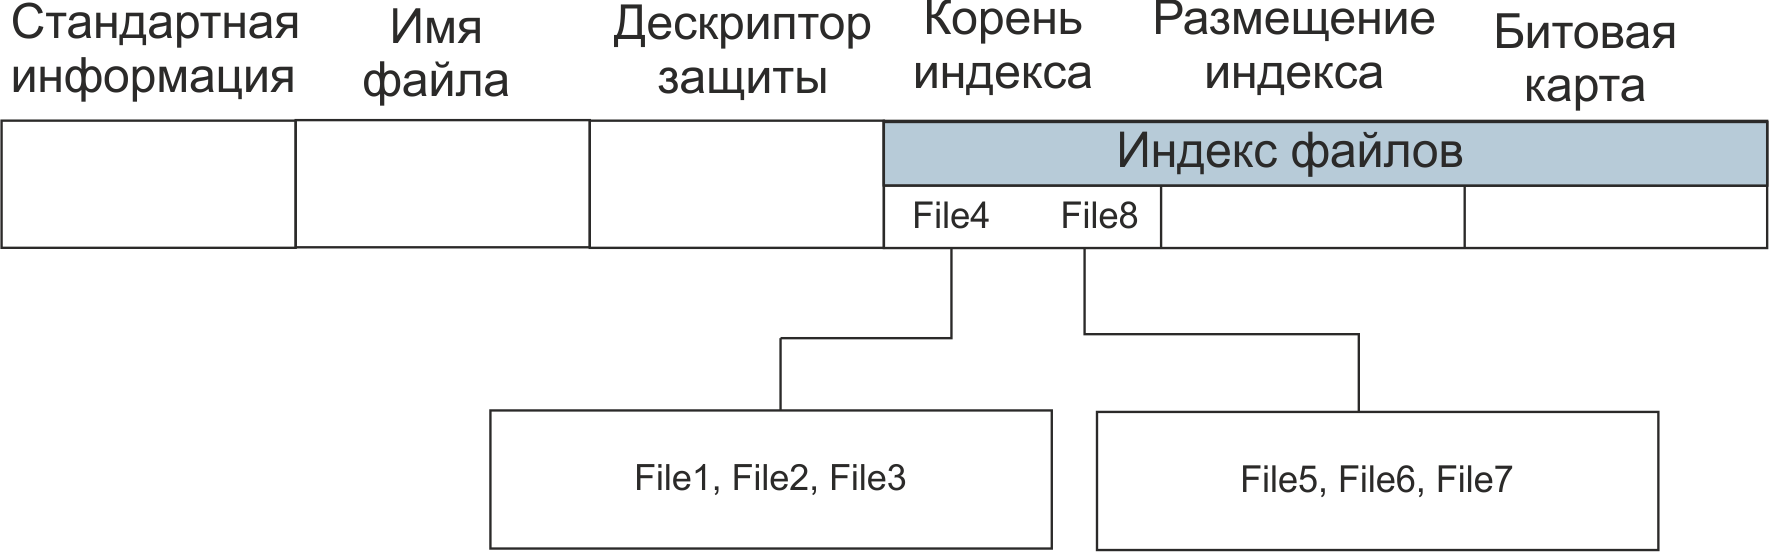 Стандартная
информация
Имя
файла
Дескриптор
защиты
Корень
индекса
Размещение
индекса
Битовая
карта
Индекс файлов
File4
File8
File1, File2, File3
File5, File6, File7